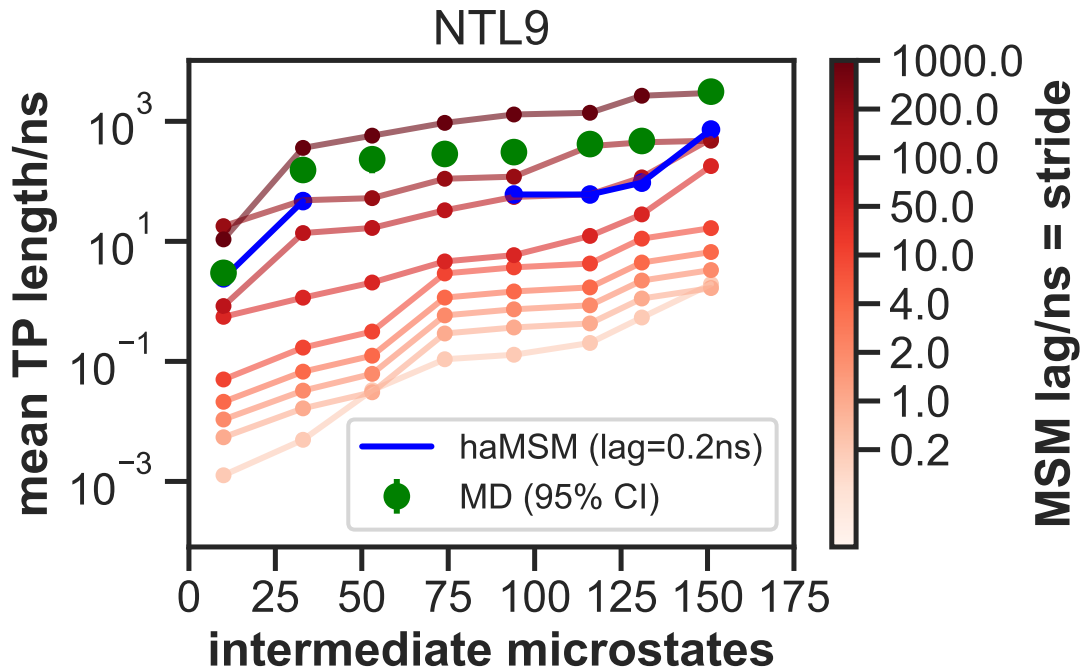 NTL9
mean TP length/ns
10^3
10^1
10^−1
10^−3
haMSM (lag=0.2ns)
MD (95% CI)
0 25 50 75 100 125 150 175
intermediate microstates
1000.0
200.0
100.0
50.0
10.0
4.0
2.0
1.0
0.2
MSM lag/ns = stride